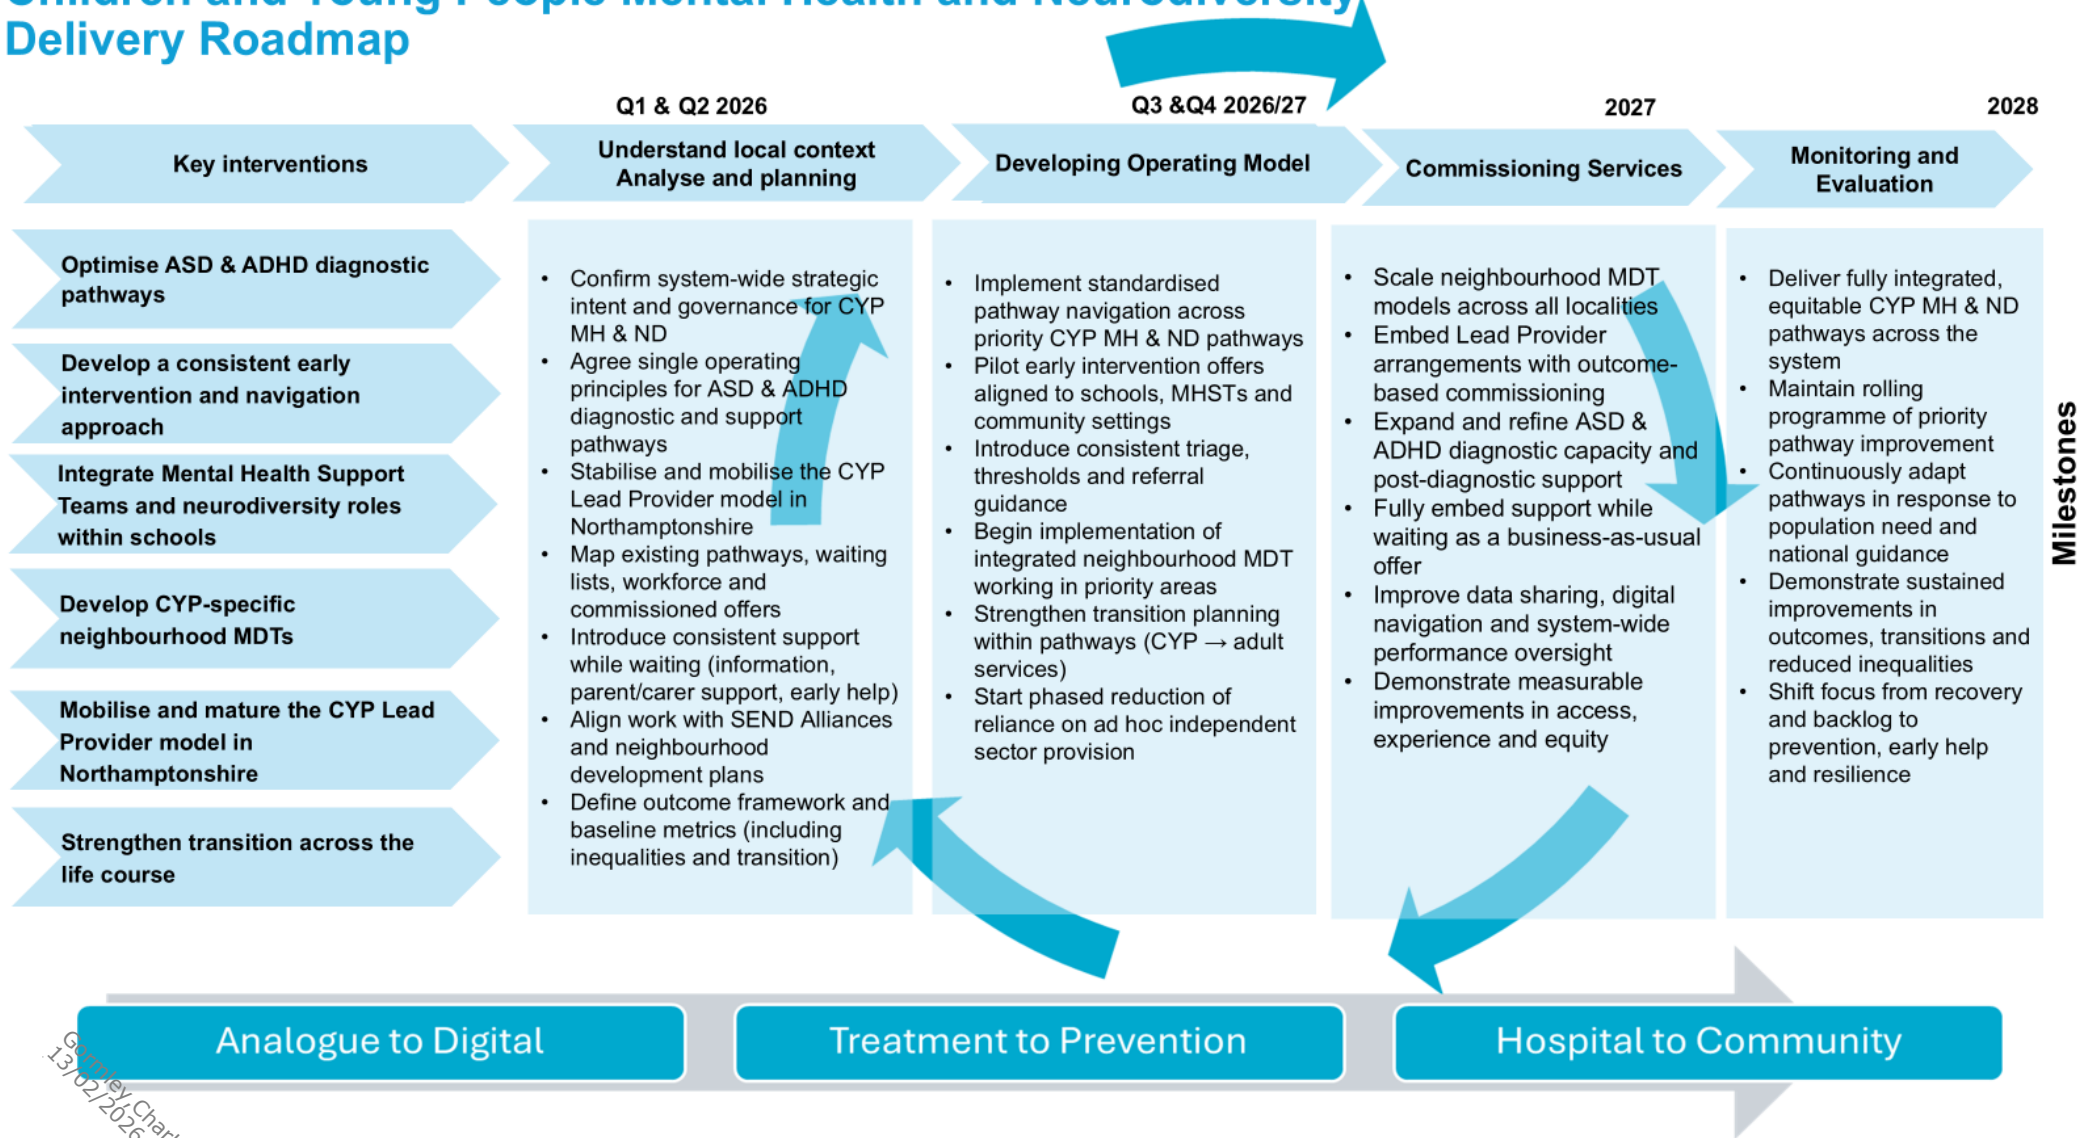 Children and Young People Mental Health and Neurodiversity
Delivery Roadmap
Q1 & Q2 2026
Q3 &Q4 2026/27
2027
2028
Key interventions
Understand local context
Analyse and planning
Developing Operating Model
Commissioning Services
Monitoring and
Evaluation
Optimise ASD & ADHD diagnostic
pathways
Develop a consistent early
intervention and navigation
approach
Integrate Mental Health Support
Teams and neurodiversity roles
within schools
Develop CYP-specific
neighbourhood MDTs
Mobilise and mature the CYP Lead
Provider model in
Northamptonshire
Strengthen transition across the
life course
• Confirm system-wide strategic
intent and governance for CYP
MH & ND
• Agree single operating
principles for ASD & ADHD
diagnostic and support
pathways
• Stabilise and mobilise the CYP
Lead Provider model in
Northamptonshire
• Map existing pathways, waiting
lists, workforce and
commissioned offers
• Introduce consistent support
while waiting (information,
parent/carer support, early help)
• Align work with SEND Alliances
and neighbourhood
development plans
• Define outcome framework and
baseline metrics (including
inequalities and transition)
• Implement standardised
pathway navigation across
priority CYP MH & ND pathways
• Pilot early intervention offers
aligned to schools, MHSTs and
community settings
• Introduce consistent triage,
thresholds and referral
guidance
• Begin implementation of
integrated neighbourhood MDT
working in priority areas
• Strengthen transition planning
within pathways (CYP → adult
services)
• Start phased reduction of
reliance on ad hoc independent
sector provision
• Scale neighbourhood MDT
models across all localities
• Embed Lead Provider
arrangements with outcome-
based commissioning
• Expand and refine ASD &
ADHD diagnostic capacity and
post-diagnostic support
• Fully embed support while
waiting as a business-as-usual
offer
• Improve data sharing, digital
navigation and system-wide
performance oversight
• Demonstrate measurable
improvements in access,
experience and equity
• Deliver fully integrated,
equitable CYP MH & ND
pathways across the
system
• Maintain rolling
programme of priority
pathway improvement
• Continuously adapt
pathways in response to
population need and
national guidance
• Demonstrate sustained
improvements in
outcomes, transitions and
reduced inequalities
• Shift focus from recovery
and backlog to
prevention, early help
and resilience
Milestones
Analogue to Digital
Treatment to Prevention
Hospital to Community
Gormley,Charl
13/02/2026